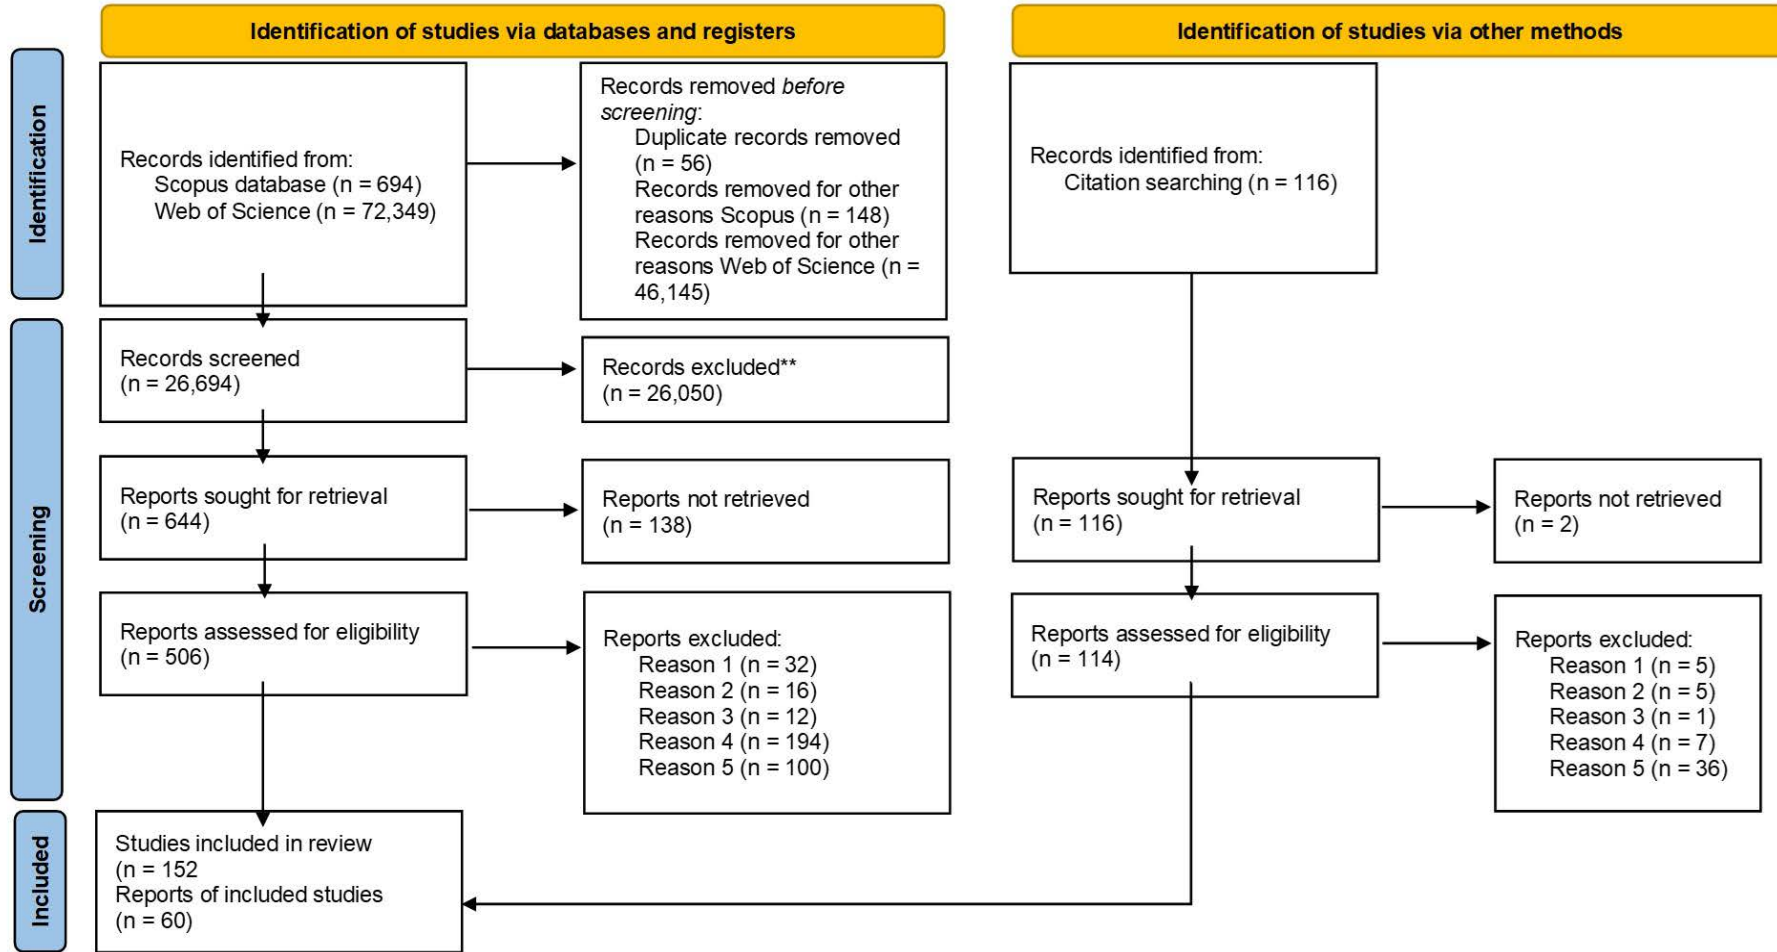 Identification of studies via databases and registers
Identification of studies via other methods
Identification
Records identified from:
Scopus database (n = 694)
Web of Science (n = 72,349)
Records removed before
screening:
Duplicate records removed
(n = 56)
Records removed for other
reasons Scopus (n = 148)
Records removed for other
reasons Web of Science (n =
46,145)
Records identified from:
Citation searching (n = 116)
Screening
Records screened
(n = 26,694)
Records excluded**
(n = 26,050)
Reports sought for retrieval
(n = 644)
Reports not retrieved
(n = 138)
Reports sought for retrieval
(n = 116)
Reports not retrieved
(n = 2)
Reports assessed for eligibility
(n = 506)
Reports excluded:
Reason 1 (n = 32)
Reason 2 (n = 16)
Reason 3 (n = 12)
Reason 4 (n = 194)
Reason 5 (n = 100)
Reports assessed for eligibility
(n = 114)
Reports excluded:
Reason 1 (n = 5)
Reason 2 (n = 5)
Reason 3 (n = 1)
Reason 4 (n = 7)
Reason 5 (n = 36)
Included
Studies included in review
(n = 152
Reports of included studies
(n = 60)